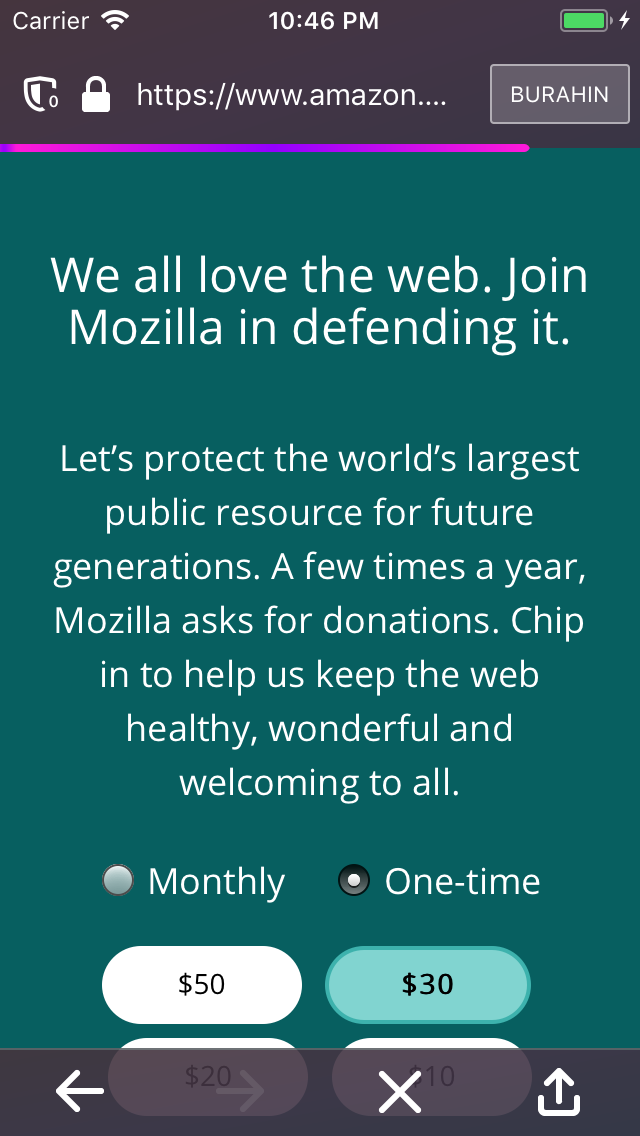 Carrier 10:46 PM
0 https://www.amazon.... BURAHIN
We all love the web. Join
Mozilla in defending it.
Let’s protect the world’s largest
public resource for future
generations. A few times a year,
Mozilla asks for donations. Chip
in to help us keep the web
healthy, wonderful and
welcoming to all.
Monthly One-time
$50 $30
$20 $10